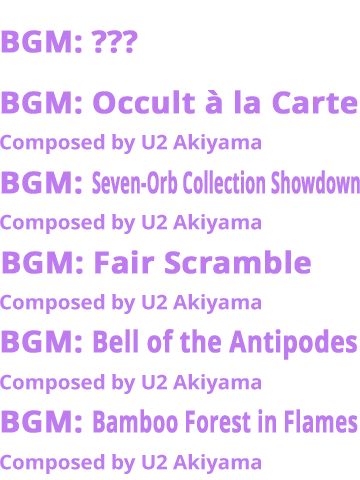 BGM: ???
BGM: Occult à la Carte
Composed by U2 Akiyama
BGM: Seven-Orb Collection Showdown
Composed by U2 Akiyama
BGM: Fair Scramble
Composed by U2 Akiyama
BGM: Bell of the Antipodes
Composed by U2 Akiyama
BGM: Bamboo Forest in Flames
Composed by U2 Akiyama